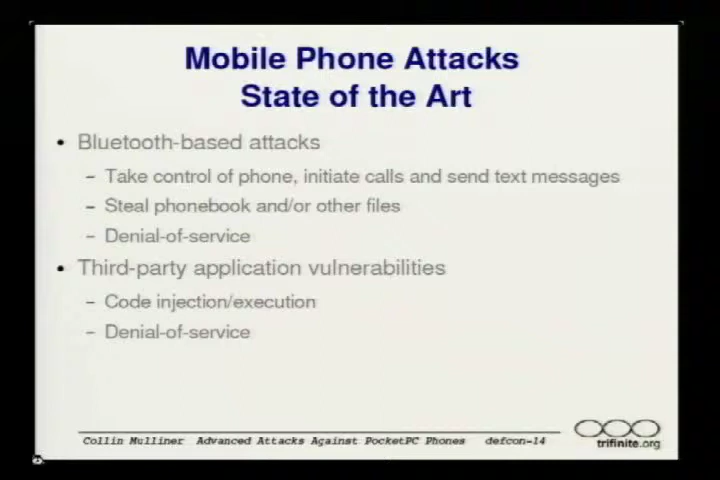 Mobile Phone Attacks
State of the Art
• Bluetooth-based attacks
– Take control of phone, initiate calls and send text messages
– Steal phonebook and/or other files
– Denial-of-service
• Third-party application vulnerabilities
– Code injection/execution
– Denial-of-service
Collin Mulliner Advanced Attacks Against PocketPC Phones defcon-14
trifinite.org